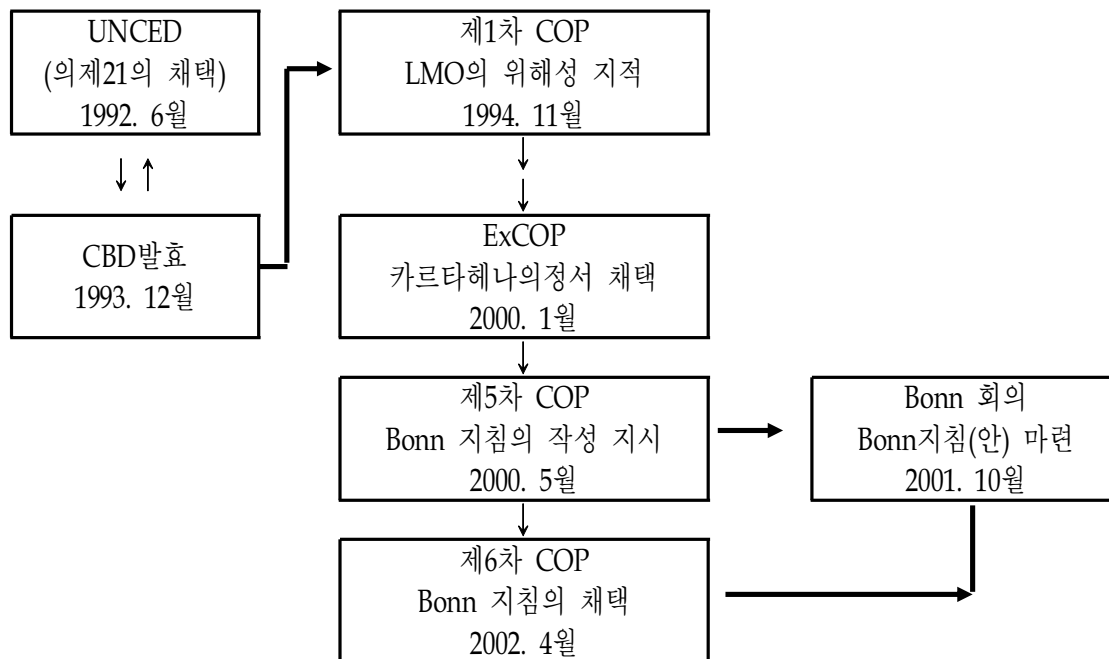 UNCED
(의제21의 채택)
1992. 6월
제1차 COP
LMO의 위해성 지적
1994. 11월
CBD발효
1993. 12월
ExCOP
카르타헤나의정서 채택
2000. 1월
제5차 COP
Bonn 지침의 작성 지시
2000. 5월
Bonn 회의
Bonn지침(안) 마련
2001. 10월
제6차 COP
Bonn 지침의 채택
2002. 4월